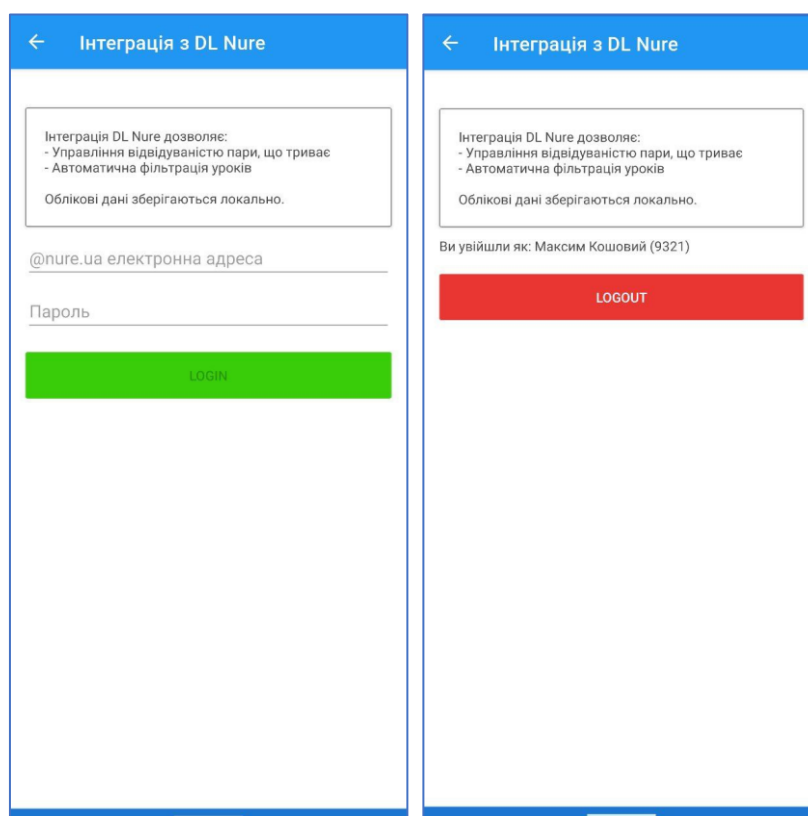 Інтеграція з DL Nure
Інтеграція DL Nure дозволяє:
- Управління відвідуваністю пари, що триває
- Автоматична фільтрація уроків
Облікові дані зберігаються локально.
@nure.ua електронна адреса
Пароль
LOGIN
Інтеграція з DL Nure
Інтеграція DL Nure дозволяє:
- Управління відвідуваністю пари, що триває
- Автоматична фільтрація уроків
Облікові дані зберігаються локально.
Ви увійшли як: Максим Кошовий (9321)
LOGOUT